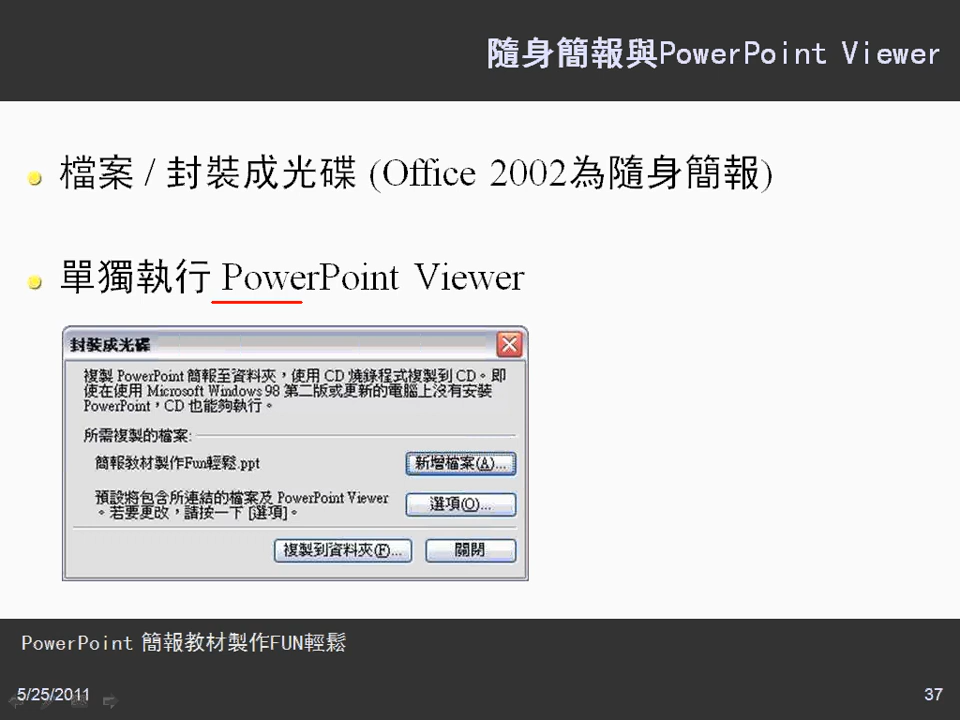 隨身簡報與PowerPoint Viewer
檔案 / 封裝成光碟 (Office 2002為隨身簡報)
單獨執行 PowerPoint Viewer
封裝成光碟
複製 PowerPoint 簡報至資料夾，使用 CD 燒錄程式複製到 CD。即
使在使用 Microsoft Windows 98 第二版或更新的電腦上沒有安裝
PowerPoint，CD 也能夠執行。
所需複製的檔案:
簡報教材製作Fun輕鬆.ppt
新增檔案(A)...
預設將包含所連結的檔案及 PowerPoint Viewer
。若要更改，請按一下 [選項]。
選項(O)...
複製到資料夾(F)...
關閉
PowerPoint 簡報教材製作FUN輕鬆
5/25/2011
37